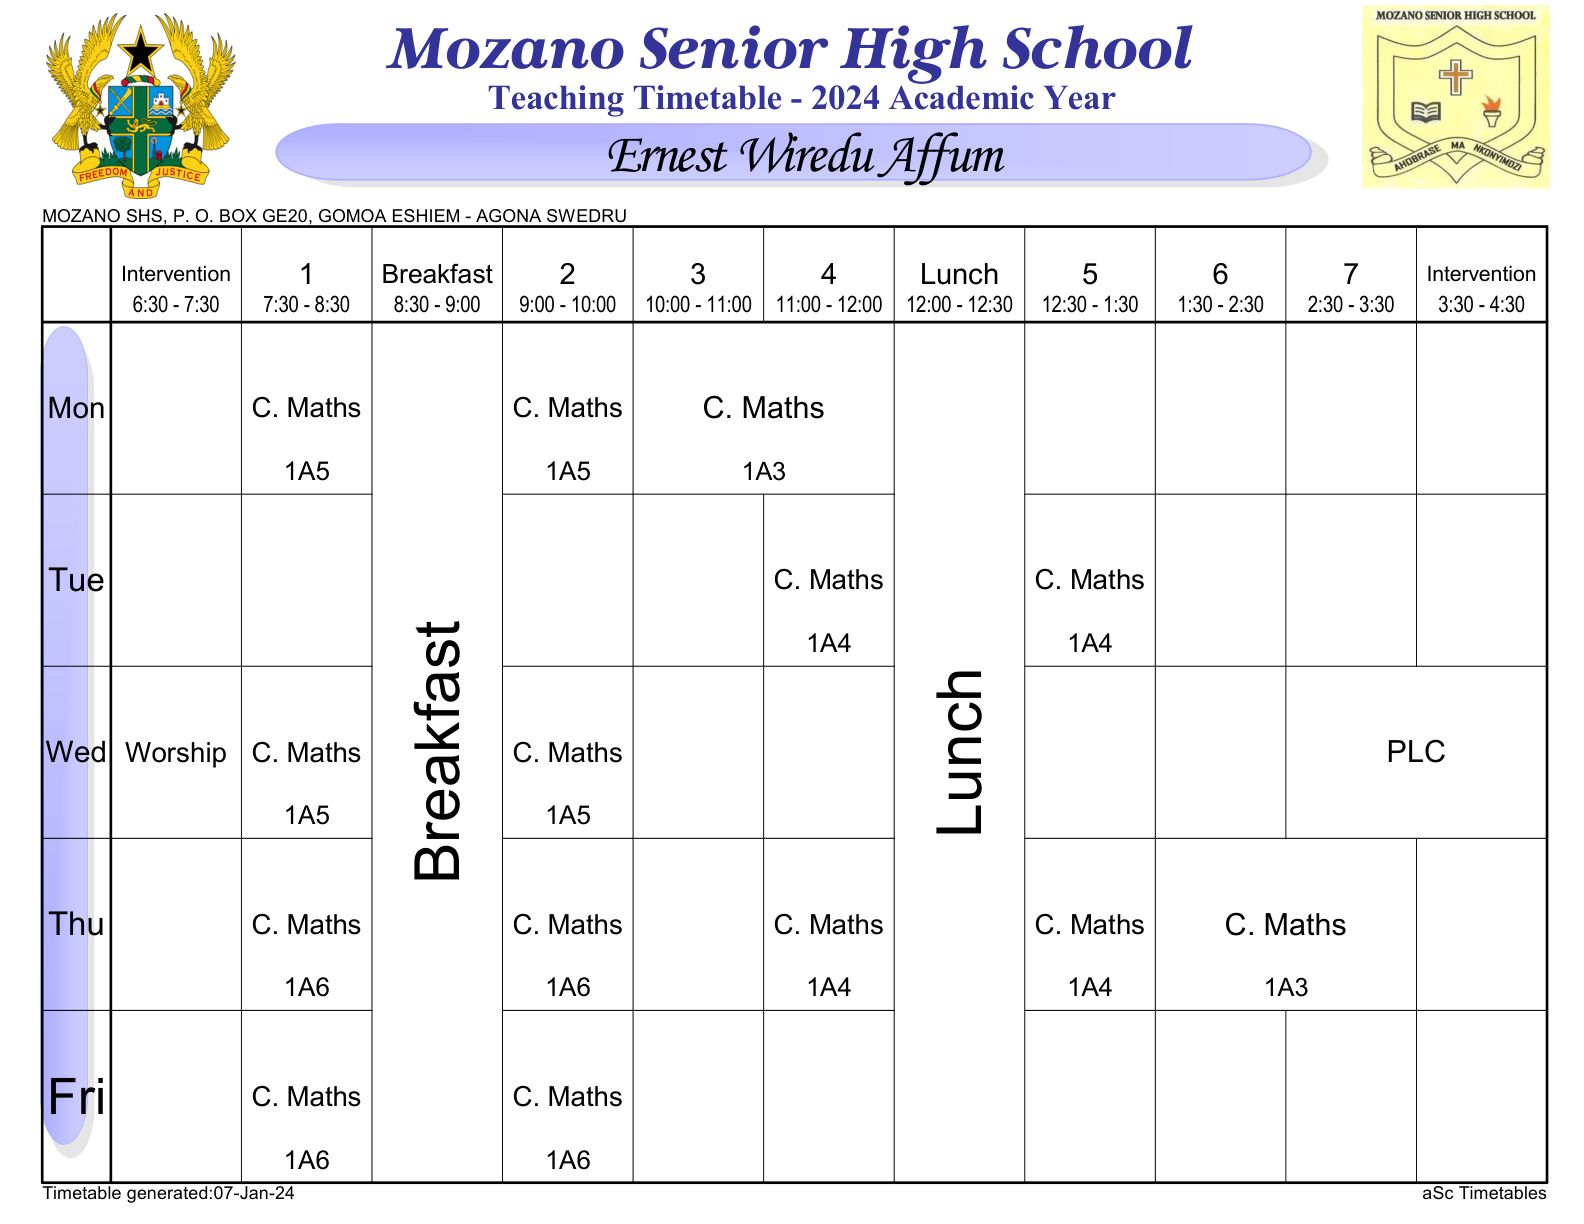 Mozano Senior High School
Teaching Timetable - 2024 Academic Year
Ernest Wiredu Affum
FREEDOM AND JUSTICE
MOZANO SENIOR HIGH SCHOOL
AHOBRASE MA NKONYIMDZI
MOZANO SHS, P. O. BOX GE20, GOMOA ESHIEM - AGONA SWEDRU
Intervention 1 Breakfast 2 3 4 Lunch 5 6 7 Intervention
6:30 - 7:30 7:30 - 8:30 8:30 - 9:00 9:00 - 10:00 10:00 - 11:00 11:00 - 12:00 12:00 - 12:30 12:30 - 1:30 1:30 - 2:30 2:30 - 3:30 3:30 - 4:30
Mon C. Maths C. Maths C. Maths
1A5 1A5 1A3
Tue C. Maths C. Maths
1A4 1A4
Breakfast
Lunch
Wed Worship C. Maths C. Maths PLC
1A5 1A5
Thu C. Maths C. Maths C. Maths C. Maths C. Maths
1A6 1A6 1A4 1A4 1A3
Fri C. Maths C. Maths
1A6 1A6
Timetable generated:07-Jan-24 aSc Timetables